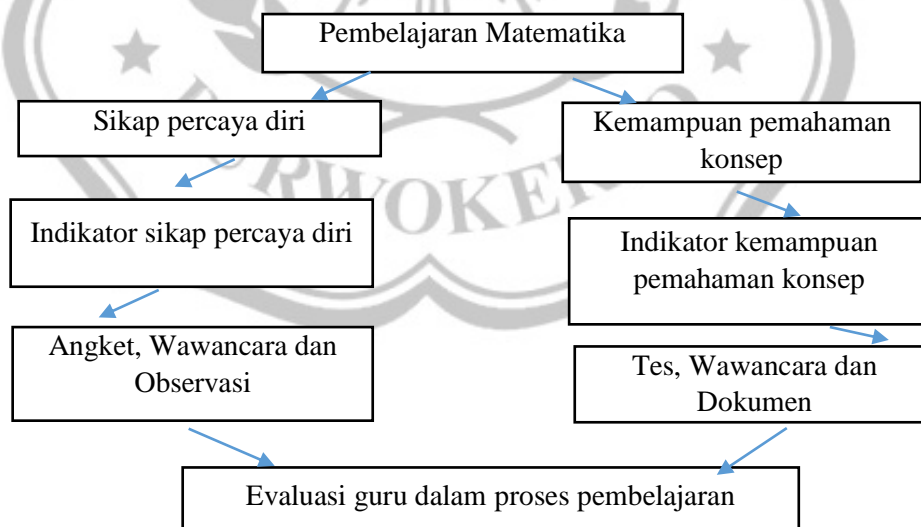 Pembelajaran Matematika
Sikap percaya diri
Kemampuan pemahaman
konsep
Indikator sikap percaya diri
Indikator kemampuan
pemahaman konsep
Angket, Wawancara dan
Observasi
Tes, Wawancara dan
Dokumen
Evaluasi guru dalam proses pembelajaran